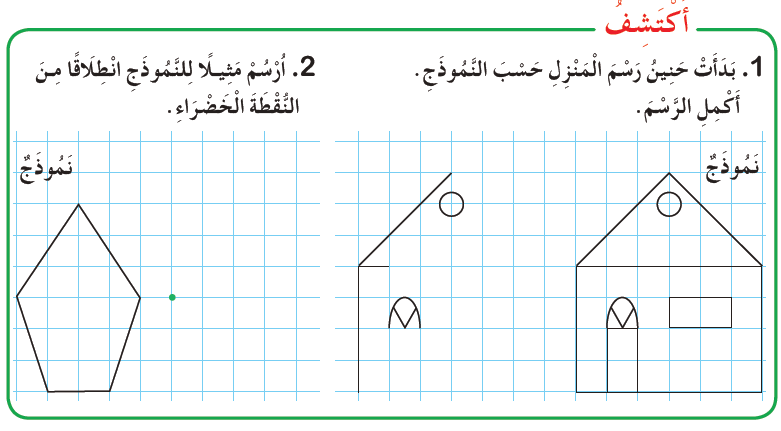 أَكْتَشِفُ
1. بَدَأَتْ حَنِينُ رَسْمَ الْمَنْزِلِ حَسْبَ النَّمُوذَجِ.
أَكْمِلِ الرَّسْمَ.
نَمُوذَجٌ
2. اُرْسُمْ مَثِيلًا لِلنَّمُوذَجِ انْطِلَاقًا مِنَ
النُّقْطَةَ الْخَضْرَاءِ.
نَمُوذَجٌ